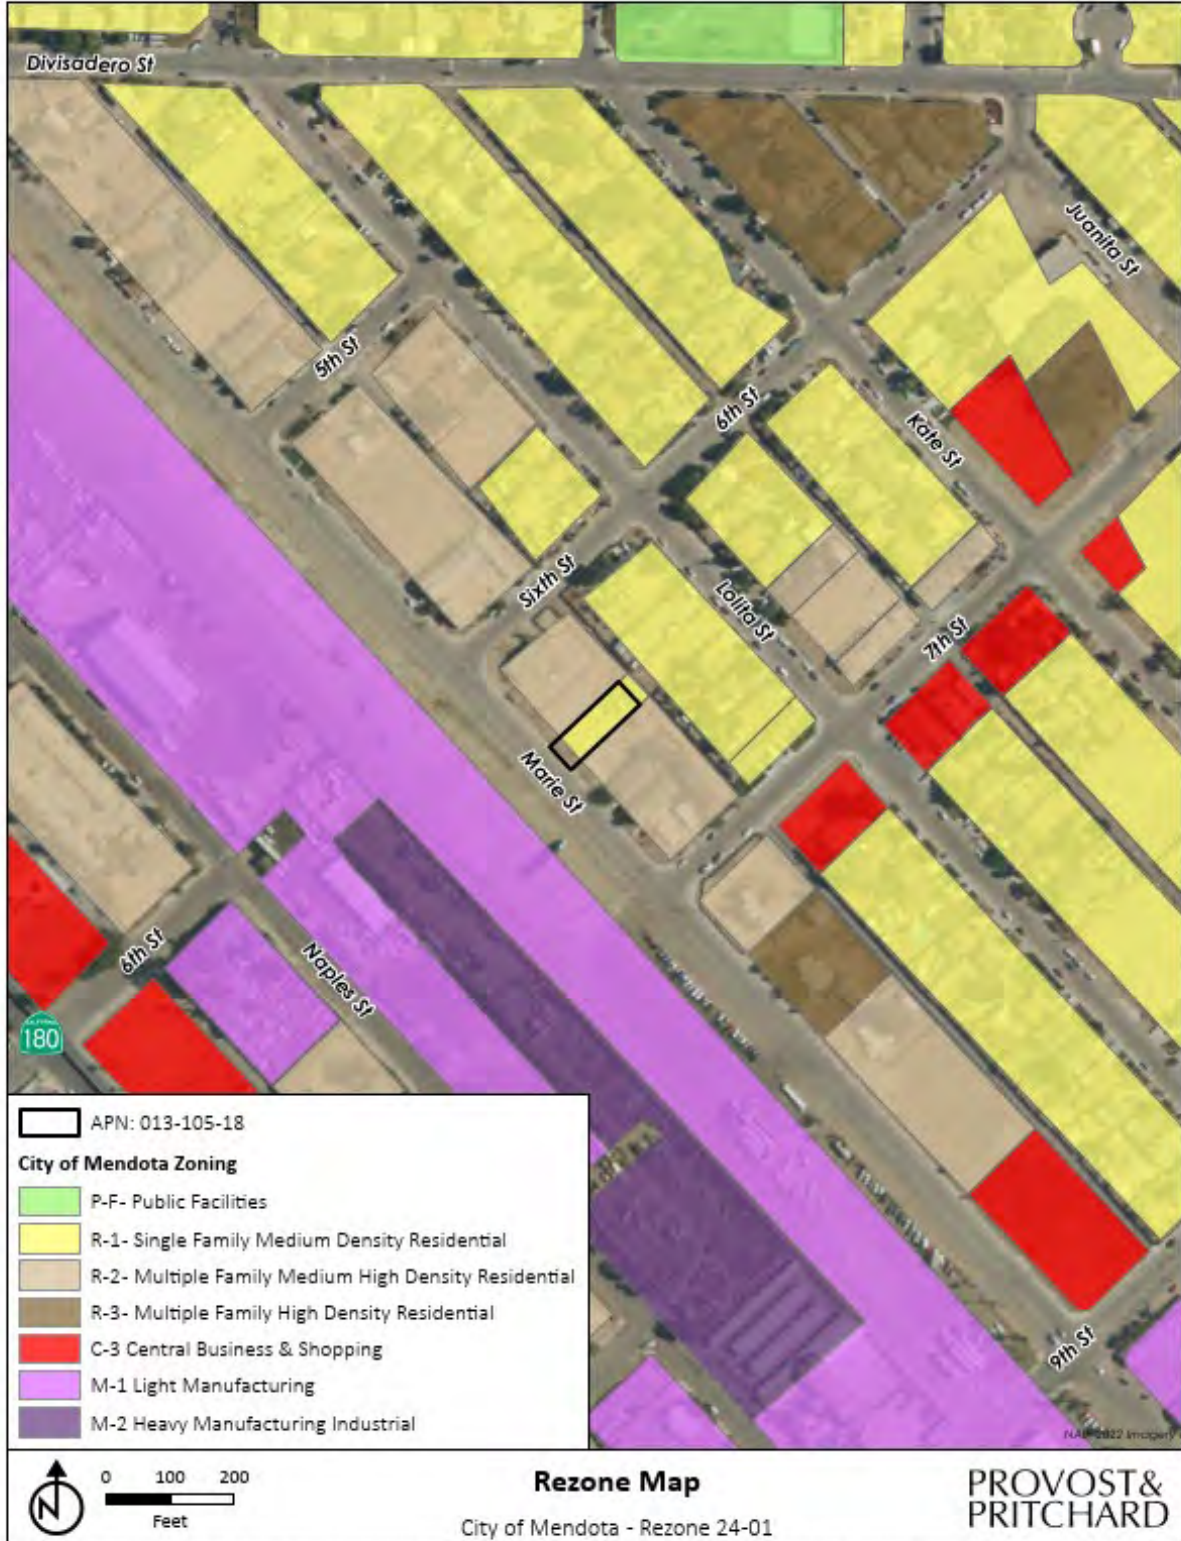 Divisadero St
Juanita St
5th St
6th St
Kate St
Sixth St
Lolita St
7th St
Marie St
6th St
Naples St
180
9th St
APN: 013-105-18
City of Mendota Zoning
P-F- Public Facilities
R-1- Single Family Medium Density Residential
R-2- Multiple Family Medium High Density Residential
R-3- Multiple Family High Density Residential
C-3 Central Business & Shopping
M-1 Light Manufacturing
M-2 Heavy Manufacturing Industrial
2022 Imagery
N
0 100 200
Feet
Rezone Map
City of Mendota - Rezone 24-01
PROVOST&
PRITCHARD